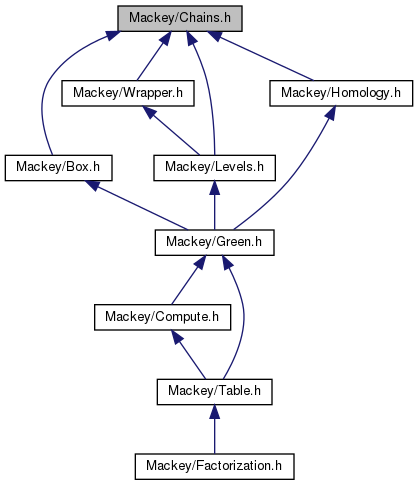 Mackey/Chains.h
Mackey/Wrapper.h
Mackey/Homology.h
Mackey/Box.h
Mackey/Levels.h
Mackey/Green.h
Mackey/Compute.h
Mackey/Table.h
Mackey/Factorization.h